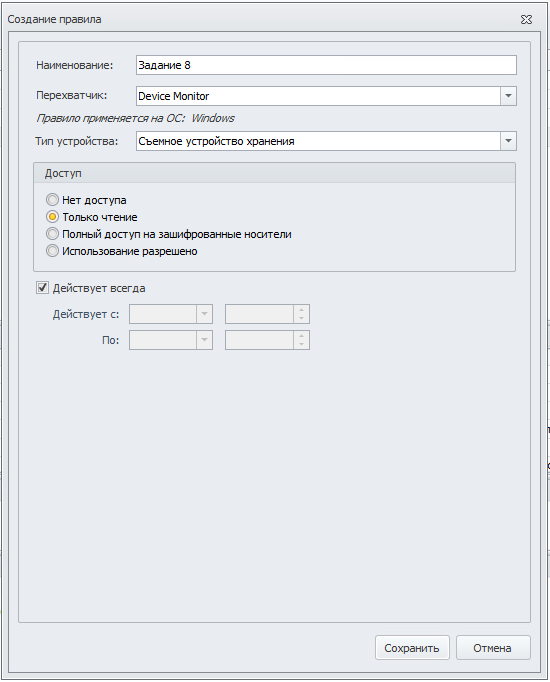 Создание правила
Наименование: Задание 8
Перехватчик: Device Monitor
Правило применяется на ОС: Windows
Тип устройства: Съемное устройство хранения
Доступ
Нет доступа
Только чтение
Полный доступ на зашифрованные носители
Использование разрешено
Действует всегда
Действует с:
По:
Сохранить Отмена